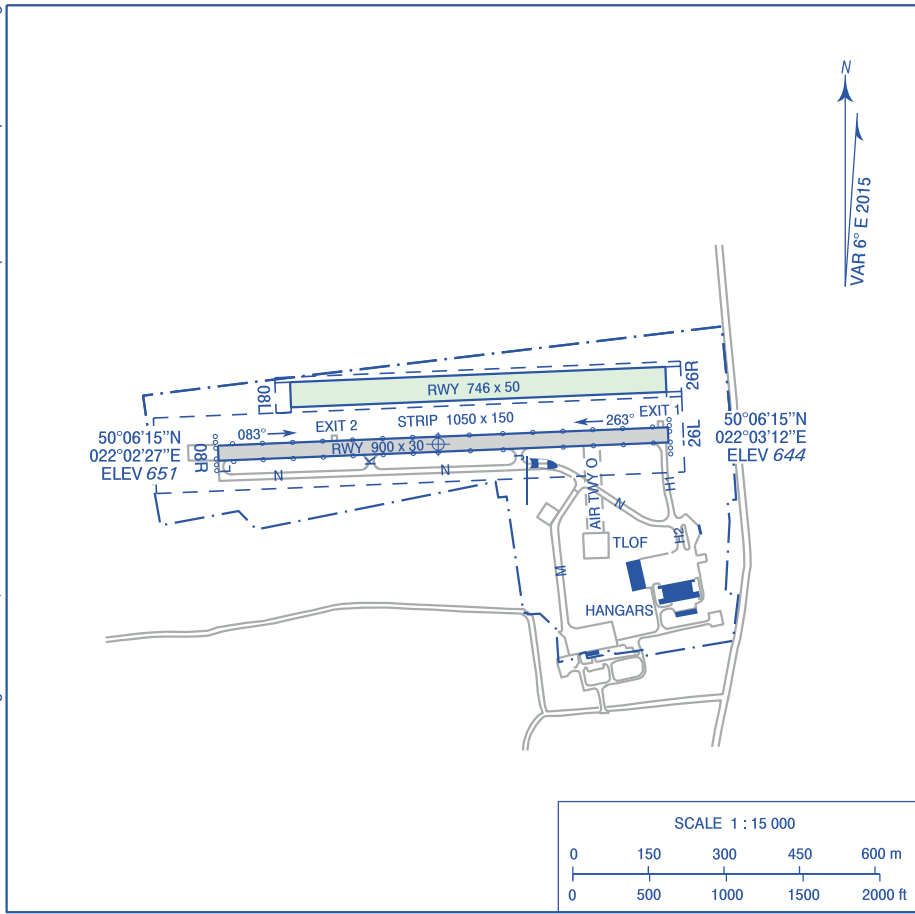 N
VAR 6° E 2015
26R
RWY 746 x 50
08L
EXIT 1
STRIP 1050 x 150
263°
EXIT 2
083°
50°06'15"N
022°03'12"E
ELEV 644
26L
50°06'15"N
022°02'27"E
ELEV 651
08R
RWY 900 x 30
L
N
K
N
J
AIR TWY O
H1
N
H2
TLOF
M
HANGARS
SCALE 1 : 15 000
0 150 300 450 600 m
0 500 1000 1500 2000 ft